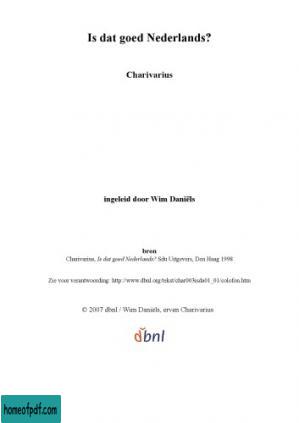 Is dat goed Nederlands?
Charivarius
ingeleid door Wim Daniëls
bron
Charivarius, Is dat goed Nederlands? Sdu Uitgevers, Den Haag 1998
Zie voor verantwoording: http://www.dbnl.org/tekst/char003isda01_01/colofon.htm
© 2007 dbnl / Wim Daniëls, erven Charivarius
dbnl
homeofpdf.com